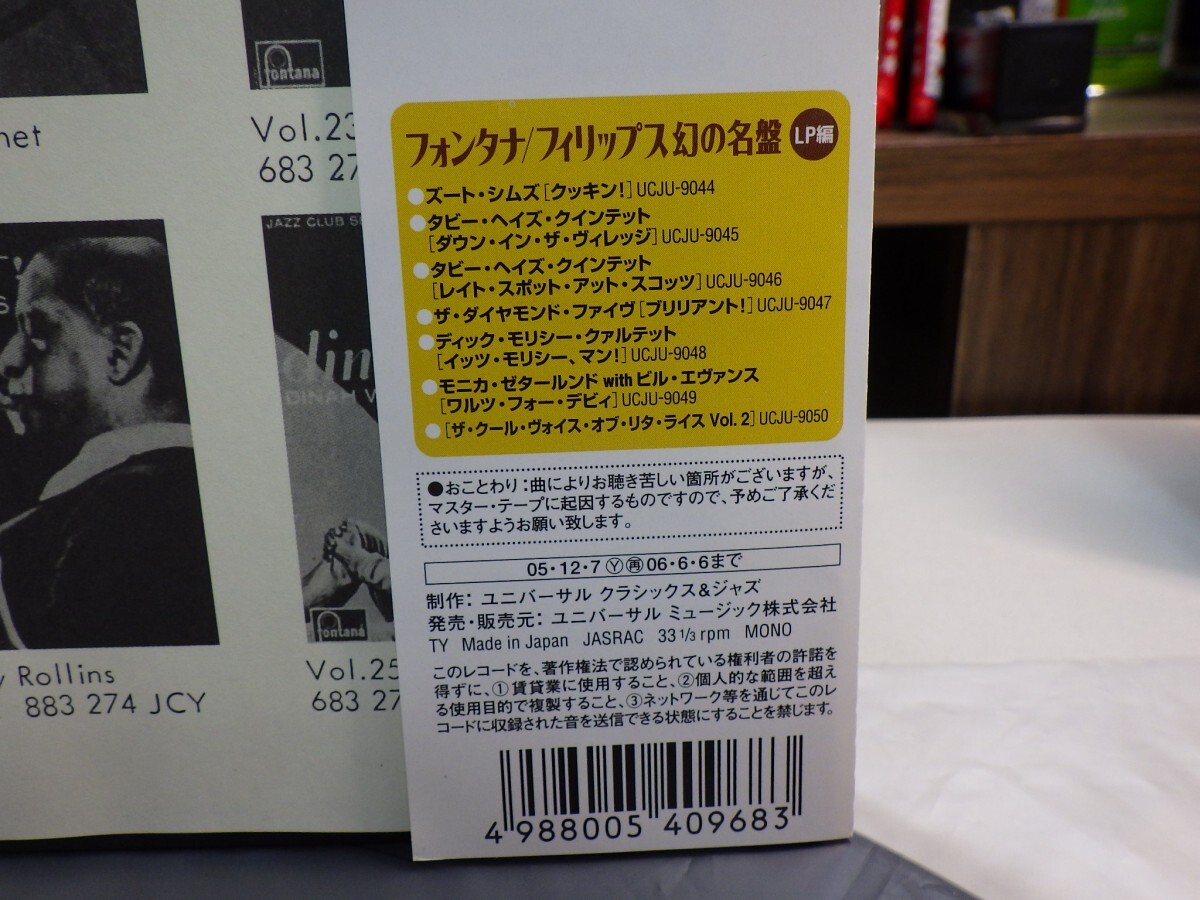 fontana
Vol.23
683 27
net
JAZZ CLUB SE
din
DINAH W
fontana
y Rollins
883 274 JCY
Vol.25
683 27
フォンタナ/フィリップス幻の名盤 LP編
●ズート・シムズ[クッキン!]UCJU-9044
●タビー・ヘイズ・クインテット
[ダウン・イン・ザ・ヴィレッジ]UCJU-9045
●タビー・ヘイズ・クインテット
[レイト・スポット・アット・スコッツ]UCJU-9046
●ザ・ダイヤモンド・ファイヴ[ブリリアント!]UCJU-9047
●ディック・モリシー・クァルテット
[イッツ・モリシー、マン!]UCJU-9048
●モニカ・ゼタールンド with ビル・エヴァンス
[ワルツ・フォー・デビイ]UCJU-9049
●[ザ・クール・ヴォイス・オブ・リタ・ライス Vol. 2]UCJU-9050
●おことわり:曲によりお聴き苦しい箇所がございますが、
マスター・テープに起因するものですので、予めご了承くだ
さいますようお願い致します。
05・12・7 Ⓨ再 06・6・6まで
制作: ユニバーサル クラシックス&ジャズ
発売・販売元: ユニバーサル ミュージック株式会社
TY Made in Japan JASRAC 33 1/3 rpm MONO
このレコードを、著作権法で認められている権利者の許諾を
得ずに、①賃貸業に使用すること、②個人的な範囲を超え
る使用目的で複製すること、③ネットワーク等を通じてこのレ
コードに収録された音を送信できる状態にすることを禁じます。
4 988005 409683